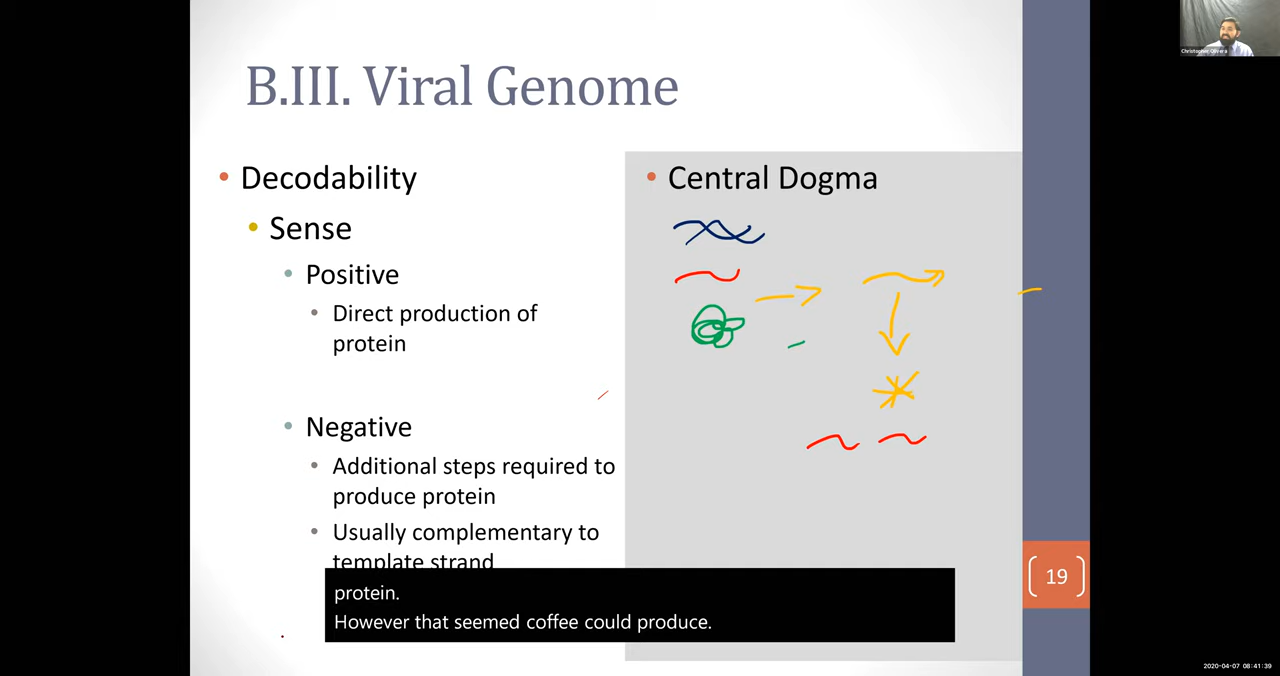 Christopher Olivera
B.III. Viral Genome
Decodability
Sense
Positive
Direct production of
protein
Negative
Additional steps required to
produce protein
Usually complementary to
template strand
Central Dogma
19
protein.
However that seemed coffee could produce.
2020-04-07 08:41:39